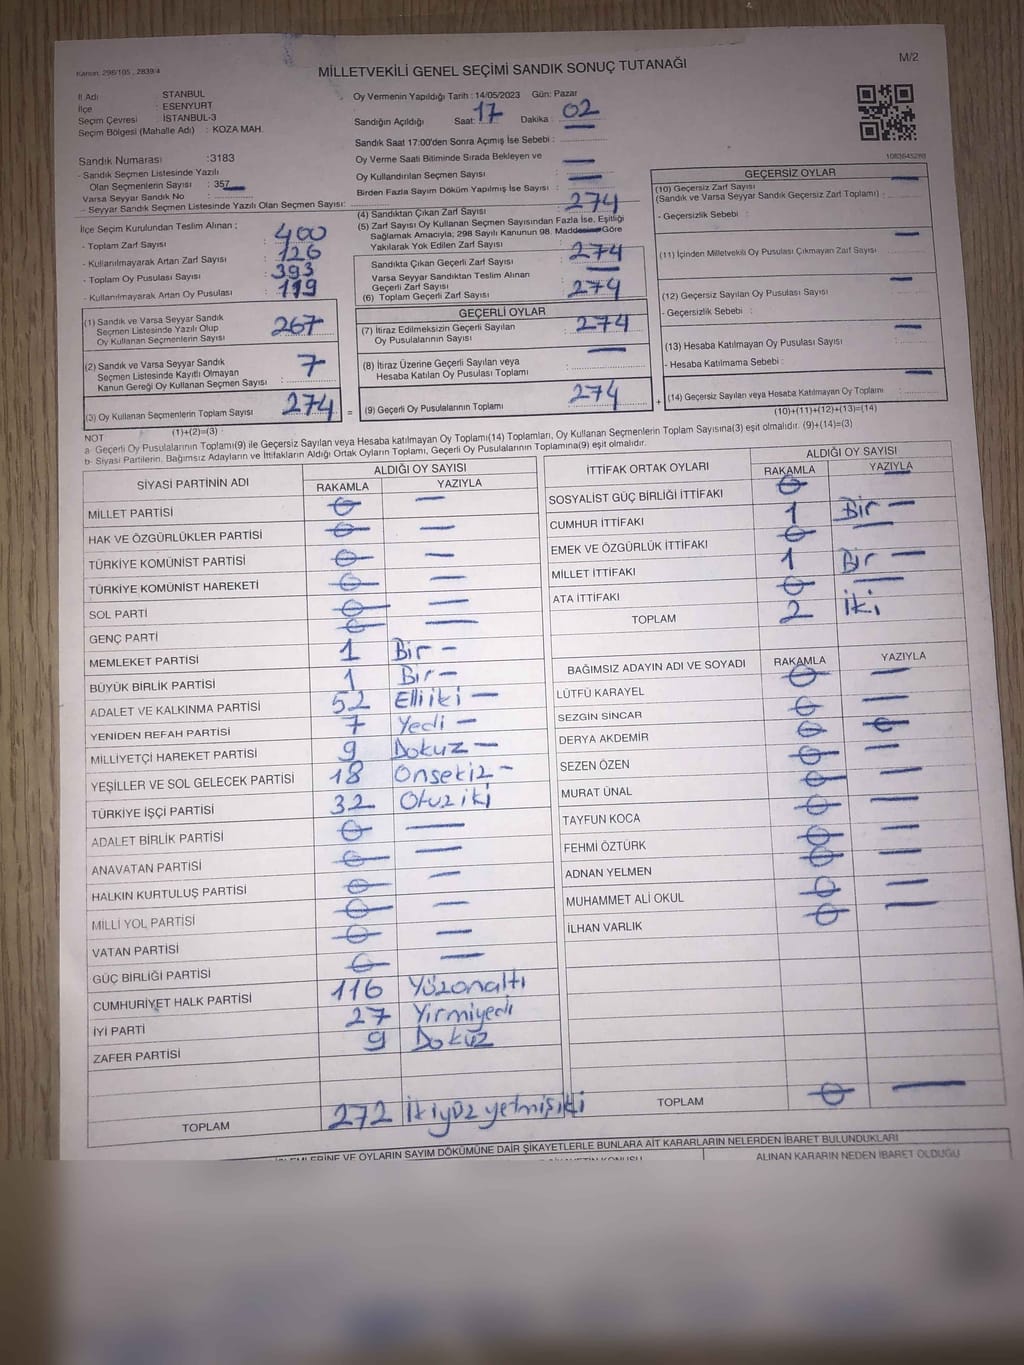 Kanun: 298/105 , 2839/4
MİLLETVEKİLİ GENEL SEÇİMİ SANDIK SONUÇ TUTANAĞI
M/2
İl Adı : STANBUL
İlçe : ESENYURT
Seçim Çevresi : İSTANBUL-3
Seçim Bölgesi (Mahalle Adı) : KOZA MAH.
Oy Vermenin Yapıldığı Tarih : 14/05/2023 Gün: Pazar
Sandığın Açıldığı Saat: 17 Dakika : 02
Sandık Saat 17:00'den Sonra Açılmış İse Sebebi :
Oy Verme Saati Bitiminde Sırada Bekleyen ve
Oy Kullandırılan Seçmen Sayısı : —
Birden Fazla Sayım Döküm Yapılmış İse Sayısı : —
1083645280
Sandık Numarası :3183
- Sandık Seçmen Listesinde Yazılı
Olan Seçmenlerin Sayısı : 357
Varsa Seyyar Sandık No : —
- Seyyar Sandık Seçmen Listesinde Yazılı Olan Seçmen Sayısı:
İlçe Seçim Kurulundan Teslim Alınan ;
- Toplam Zarf Sayısı : 400
- Kullanılmayarak Artan Zarf Sayısı : 126
- Toplam Oy Pusulası Sayısı : 393
- Kullanılmayarak Artan Oy Pusulası : 119
(4) Sandıktan Çıkan Zarf Sayısı : 274
(5) Zarf Sayısı Oy Kullanan Seçmen Sayısından Fazla İse, Eşitliği
Sağlamak Amacıyla; 298 Sayılı Kanunun 98. Maddesine Göre
Yakılarak Yok Edilen Zarf Sayısı : —
Sandıkta Çıkan Geçerli Zarf Sayısı : 274
Varsa Seyyar Sandıktan Teslim Alınan
Geçerli Zarf Sayısı : —
(6) Toplam Geçerli Zarf Sayısı : 274
GEÇERSİZ OYLAR
(10) Geçersiz Zarf Sayısı
(Sandık ve Varsa Seyyar Sandık Geçersiz Zarf Toplamı) : —
- Geçersizlik Sebebi :
(11) İçinden Milletvekili Oy Pusulası Çıkmayan Zarf Sayısı : —
(12) Geçersiz Sayılan Oy Pusulası Sayısı : —
- Geçersizlik Sebebi :
(13) Hesaba Katılmayan Oy Pusulası Sayısı : —
- Hesaba Katılmama Sebebi :
(14) Geçersiz Sayılan veya Hesaba Katılmayan Oy Toplamı : —
(10)+(11)+(12)+(13)=(14)
(1) Sandık ve Varsa Seyyar Sandık
Seçmen Listesinde Yazılı Olup
Oy Kullanan Seçmenlerin Sayısı : 267
(2) Sandık ve Varsa Seyyar Sandık
Seçmen Listesinde Kayıtlı Olmayan
Kanun Gereği Oy Kullanan Seçmen Sayısı : 7
(3) Oy Kullanan Seçmenlerin Toplam Sayısı : 274 =
(1)+(2)=(3)
GEÇERLİ OYLAR
(7) İtiraz Edilmeksizin Geçerli Sayılan
Oy Pusulalarının Sayısı : 274
(8) İtiraz Üzerine Geçerli Sayılan veya
Hesaba Katılan Oy Pusulası Toplamı : —
(9) Geçerli Oy Pusulalarının Toplamı : 274 +
NOT
a- Geçerli Oy Pusulalarının Toplamı(9) ile Geçersiz Sayılan veya Hesaba katılmayan Oy Toplamı(14) Toplamları, Oy Kullanan Seçmenlerin Toplam Sayısına(3) eşit olmalıdır. (9)+(14)=(3)
b- Siyasi Partilerin, Bağımsız Adayların ve İttifakların Aldığı Ortak Oyların Toplamı, Geçerli Oy Pusulalarının Toplamına(9) eşit olmalıdır.
SİYASİ PARTİNİN ADI
ALDIĞI OY SAYISI
RAKAMLA YAZIYLA
MİLLET PARTİSİ 0 —
HAK VE ÖZGÜRLÜKLER PARTİSİ 0 —
TÜRKİYE KOMÜNİST PARTİSİ 0 —
TÜRKİYE KOMÜNİST HAREKETİ 0 —
SOL PARTİ 0 —
GENÇ PARTİ 0 —
MEMLEKET PARTİSİ 1 Bir —
BÜYÜK BİRLİK PARTİSİ 1 Bir —
ADALET VE KALKINMA PARTİSİ 52 Elliiki —
YENİDEN REFAH PARTİSİ 7 Yedi —
MİLLİYETÇİ HAREKET PARTİSİ 9 Dokuz —
YEŞİLLER VE SOL GELECEK PARTİSİ 18 Onsekiz —
TÜRKİYE İŞÇİ PARTİSİ 32 Otuziki
ADALET BİRLİK PARTİSİ 0 —
ANAVATAN PARTİSİ 0 —
HALKIN KURTULUŞ PARTİSİ 0 —
MİLLİ YOL PARTİSİ 0 —
VATAN PARTİSİ 0 —
GÜÇ BİRLİĞİ PARTİSİ 0 —
CUMHURİYET HALK PARTİSİ 116 Yüzonaltı
İYİ PARTİ 27 Yirmiyedi
ZAFER PARTİSİ 9 Dokuz
TOPLAM 272 İkiyüzyetmişiki
İTTİFAK ORTAK OYLARI
ALDIĞI OY SAYISI
RAKAMLA YAZIYLA
SOSYALİST GÜÇ BİRLİĞİ İTTİFAKI 0 —
CUMHUR İTTİFAKI 1 Bir —
EMEK VE ÖZGÜRLÜK İTTİFAKI 0 —
MİLLET İTTİFAKI 1 Bir —
ATA İTTİFAKI 0 —
TOPLAM 2 İki
BAĞIMSIZ ADAYIN ADI VE SOYADI RAKAMLA YAZIYLA
LÜTFÜ KARAYEL 0 —
SEZGİN SİNCAR 0 —
DERYA AKDEMİR 0 —
SEZEN ÖZEN 0 —
MURAT ÜNAL 0 —
TAYFUN KOCA 0 —
FEHMİ ÖZTÜRK 0 —
ADNAN YELMEN 0 —
MUHAMMET ALİ OKUL 0 —
İLHAN VARLIK 0 —
TOPLAM 0 —
İŞLEMLERİNE VE OYLARIN SAYIM DÖKÜMÜNE DAİR ŞİKAYETLERLE BUNLARA AİT KARARLARIN NELERDEN İBARET BULUNDUKLARI
ALINAN KARARIN NEDEN İBARET OLDUĞU